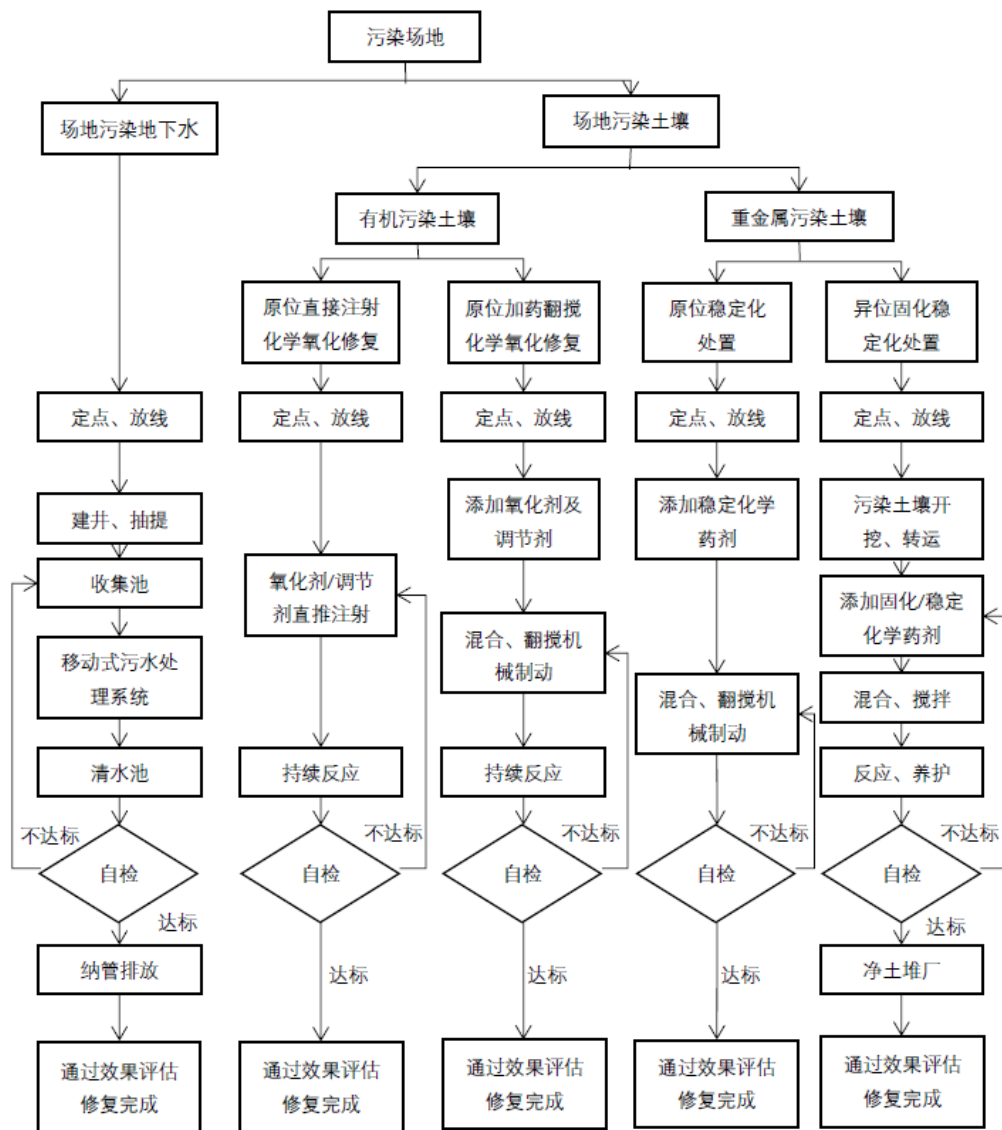 污染场地
场地污染地下水
场地污染土壤
有机污染土壤
重金属污染土壤
原位直接注射
化学氧化修复
原位加药翻搅
化学氧化修复
原位稳定化
处置
异位固化稳
定化处置
定点、放线
定点、放线
定点、放线
定点、放线
定点、放线
建井、抽提
收集池
移动式污水处
理系统
清水池
不达标
自检
达标
纳管排放
通过效果评估
修复完成
氧化剂/调节
剂直推注射
持续反应
不达标
自检
达标
通过效果评估
修复完成
添加氧化剂及
调节剂
混合、翻搅机
械制动
持续反应
不达标
自检
达标
通过效果评估
修复完成
添加稳定化学
药剂
混合、翻搅机
械制动
不达标
自检
达标
通过效果评估
修复完成
污染土壤开
挖、转运
添加固化/稳定
化学药剂
混合、搅拌
反应、养护
不达标
自检
达标
净土堆厂
通过效果评估
修复完成